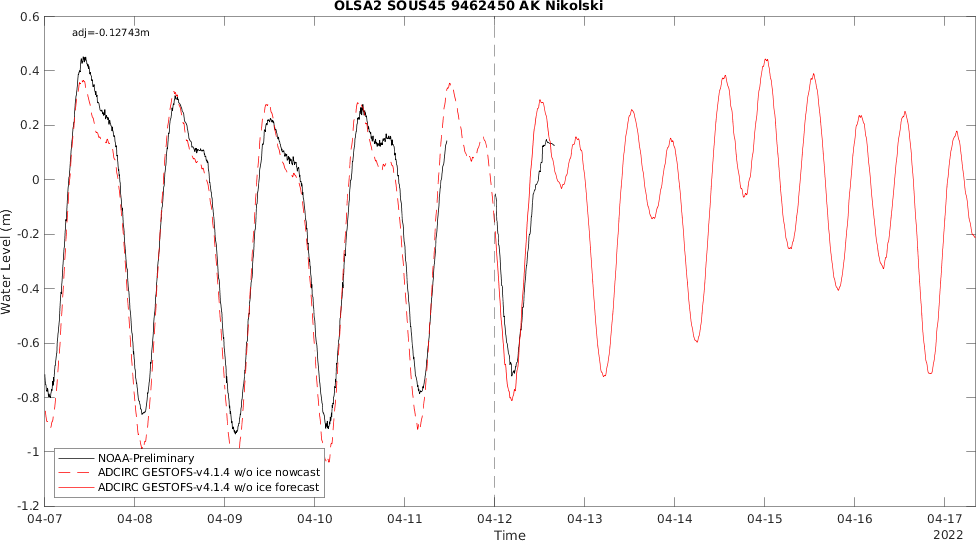 OLSA2 SOUS45 9462450 AK Nikolski
adj=-0.12743m
0.6
0.4
0.2
0
-0.2
-0.4
-0.6
-0.8
-1
-1.2
Water Level (m)
NOAA-Preliminary
ADCIRC GESTOFS-v4.1.4 w/o ice nowcast
ADCIRC GESTOFS-v4.1.4 w/o ice forecast
04-07 04-08 04-09 04-10 04-11 04-12 04-13 04-14 04-15 04-16 04-17
Time
2022